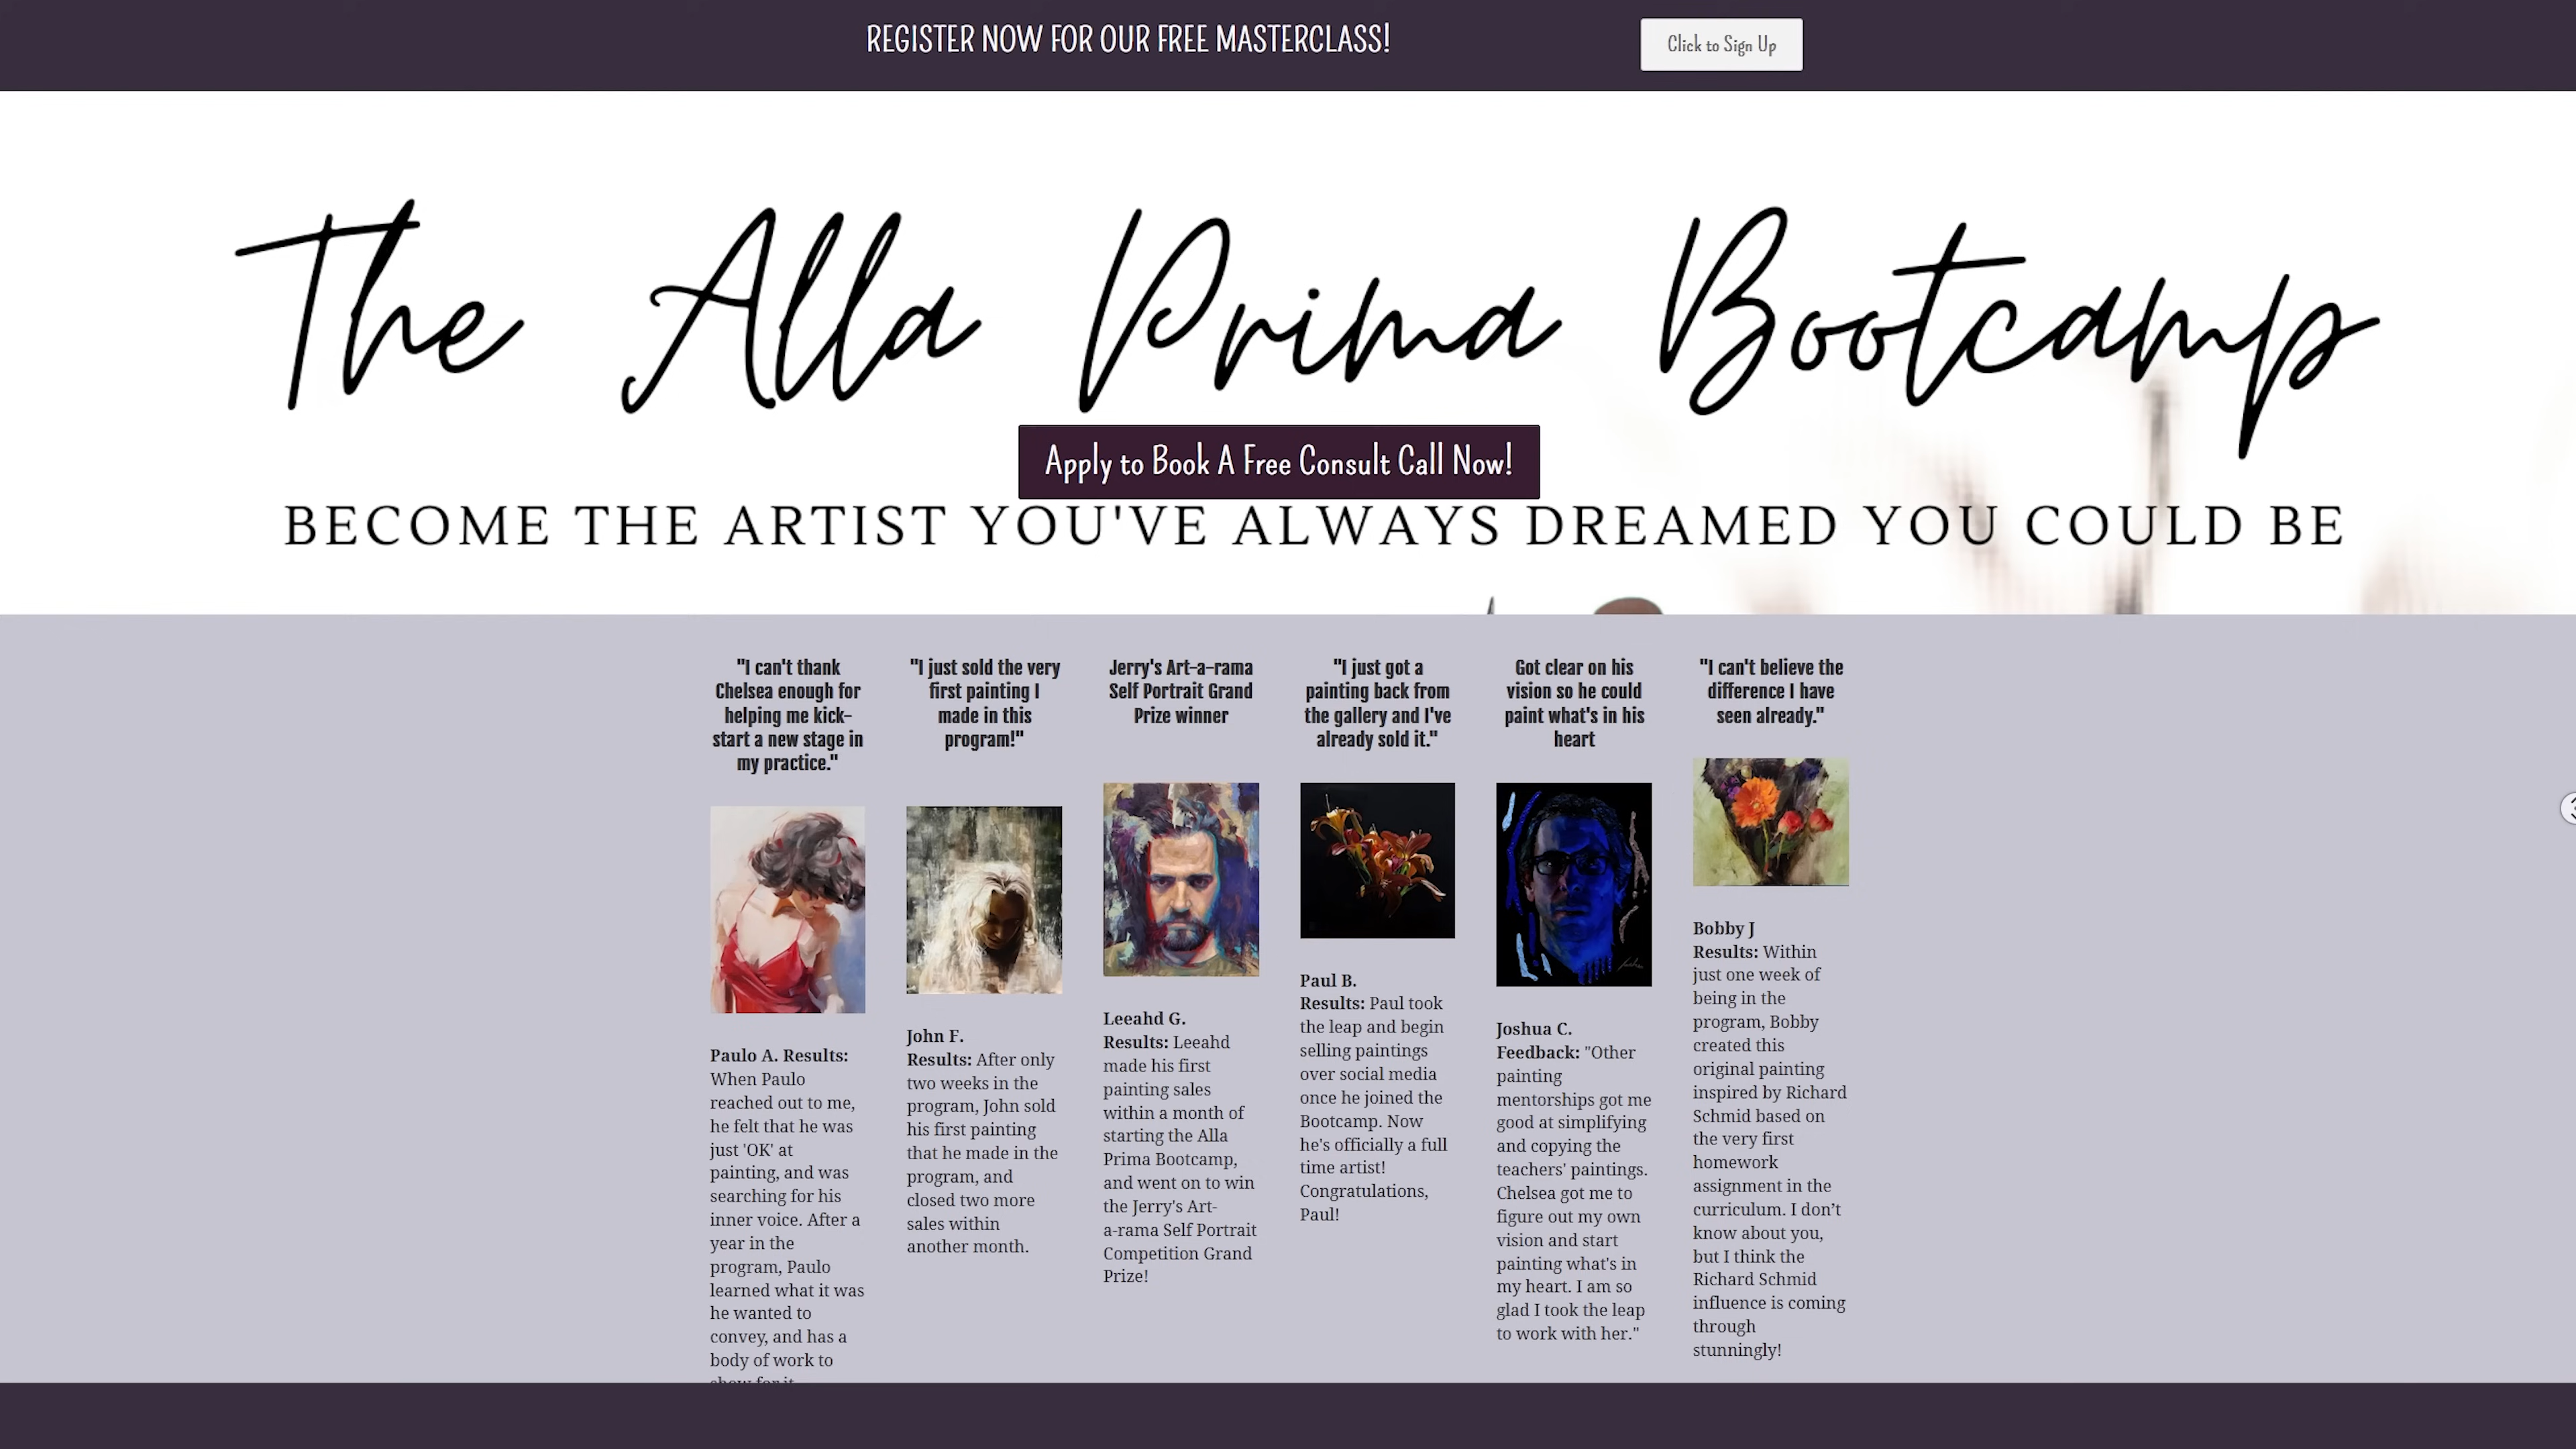 REGISTER NOW FOR OUR FREE MASTERCLASS!
Click to Sign Up
The Alla Prima Bootcamp
Apply to Book A Free Consult Call Now!
BECOME THE ARTIST YOU'VE ALWAYS DREAMED YOU COULD BE
"I can't thank
Chelsea enough for
helping me kick-
start a new stage in
my practice."
Paulo A. Results:
When Paulo
reached out to me,
he felt that he was
just 'OK' at
painting, and was
searching for his
inner voice. After a
year in the
program, Paulo
learned what it was
he wanted to
convey, and has a
body of work to
show for it
"I just sold the very
first painting I
made in this
program!"
John F.
Results: After only
two weeks in the
program, John sold
his first painting
that he made in the
program, and
closed two more
sales within
another month.
Jerry's Art-a-rama
Self Portrait Grand
Prize winner
Leeahd G.
Results: Leeahd
made his first
painting sales
within a month of
starting the Alla
Prima Bootcamp,
and went on to win
the Jerry's Art-
a-rama Self Portrait
Competition Grand
Prize!
"I just got a
painting back from
the gallery and I've
already sold it."
Paul B.
Results: Paul took
the leap and begin
selling paintings
over social media
once he joined the
Bootcamp. Now
he's officially a full
time artist!
Congratulations,
Paul!
Got clear on his
vision so he could
paint what's in his
heart
Joshua C.
Feedback: "Other
painting
mentorships got me
good at simplifying
and copying the
teachers' paintings.
Chelsea got me to
figure out my own
vision and start
painting what's in
my heart. I am so
glad I took the leap
to work with her."
"I can't believe the
difference I have
seen already."
Bobby J
Results: Within
just one week of
being in the
program, Bobby
created this
original painting
inspired by Richard
Schmid based on
the very first
homework
assignment in the
curriculum. I don’t
know about you,
but I think the
Richard Schmid
influence is coming
through
stunningly!